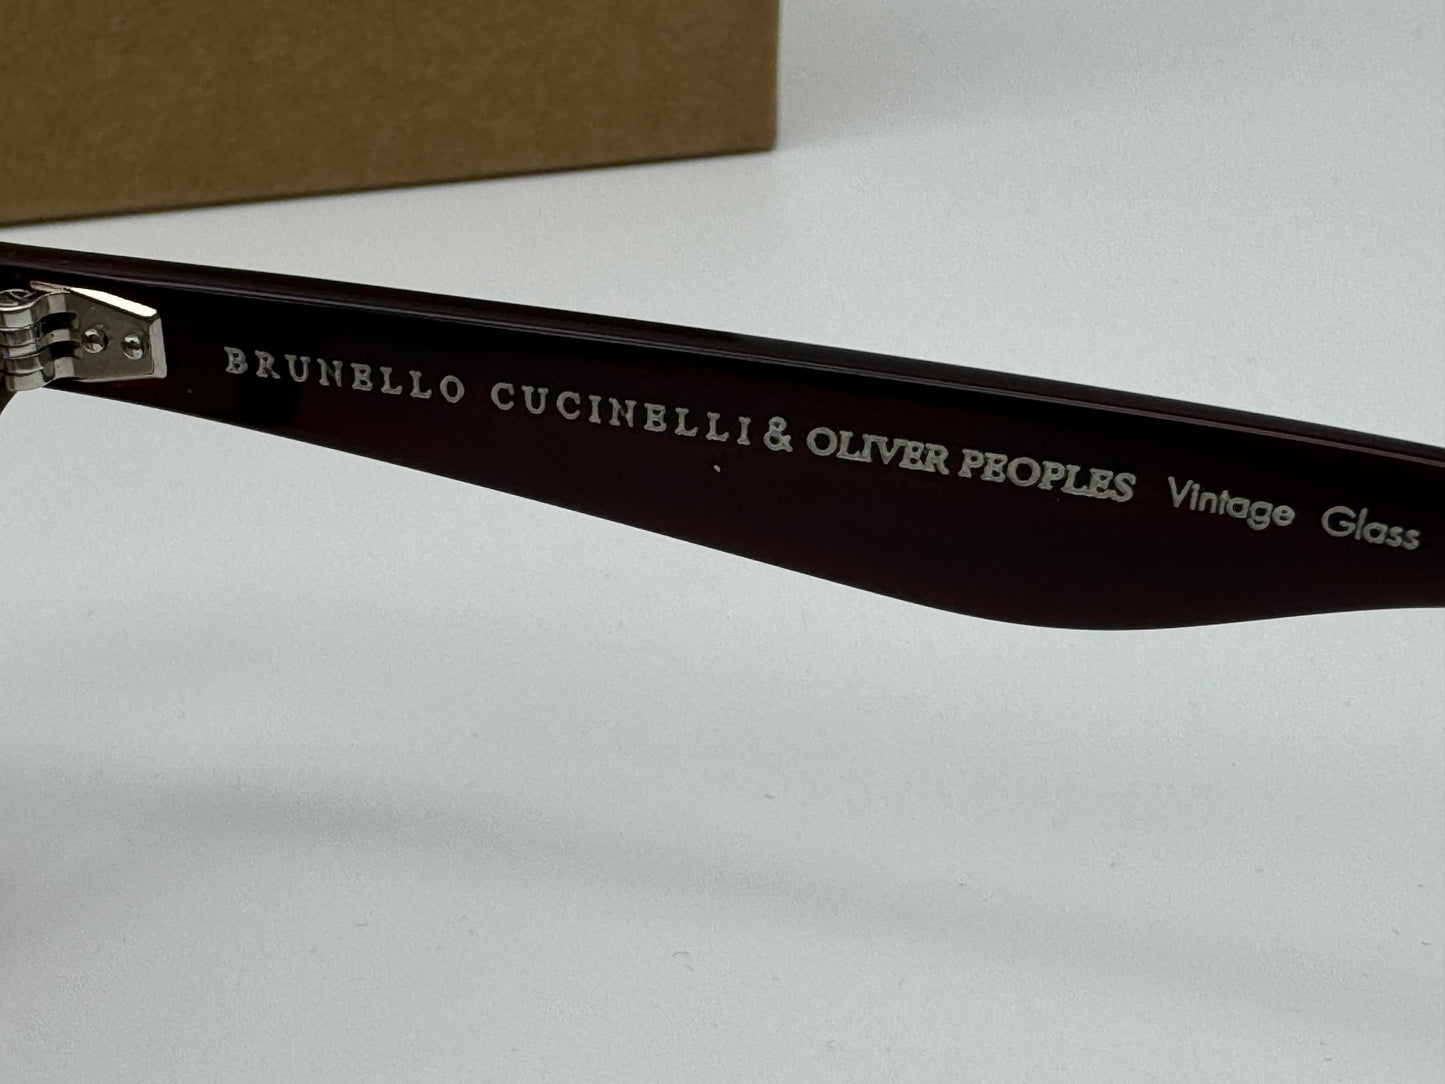 BRUNELLO CUCINELLI & OLIVER PEOPLES Vintage Glass